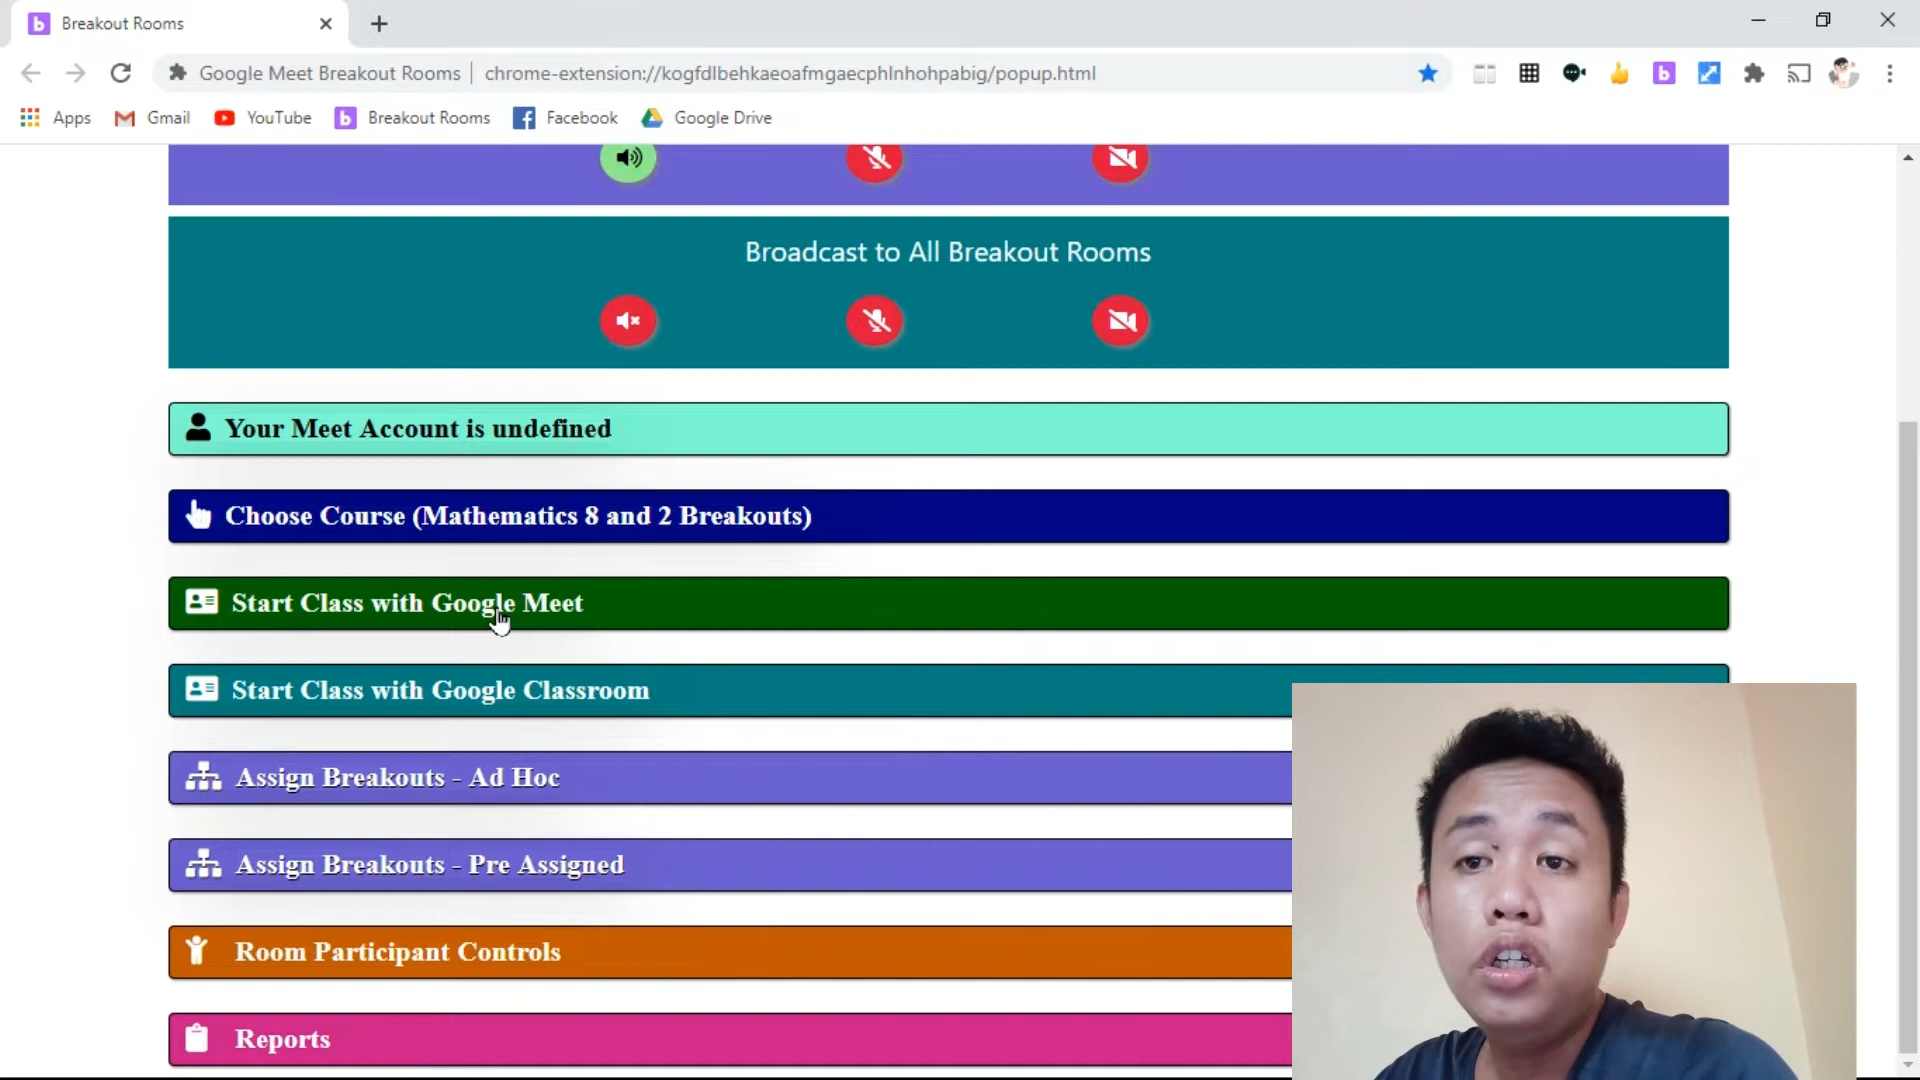 b Breakout Rooms
Google Meet Breakout Rooms chrome-extension://kogfdlbehkaeoafmgaecphlnhohpabig/popup.html b
Apps Gmail YouTube b Breakout Rooms Facebook Google Drive
Broadcast to All Breakout Rooms
Your Meet Account is undefined
Choose Course (Mathematics 8 and 2 Breakouts)
Start Class with Google Meet
Start Class with Google Classroom
Assign Breakouts - Ad Hoc
Assign Breakouts - Pre Assigned
Room Participant Controls
Reports